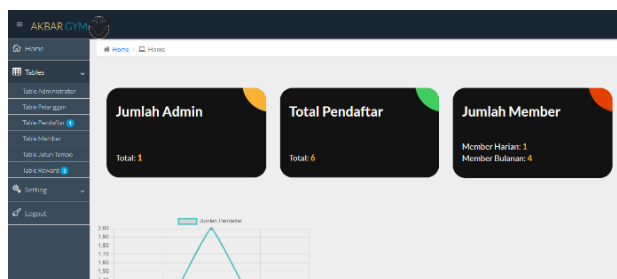 AKBAR GYM
Home
Home / Home
Tables
Table Administrator
Table Pelanggan
Table Pendaftar 1
Table Member
Table Jatuh Tempo
Table Reward
Setting
Logout
Jumlah Admin
Total: 1
Total Pendaftar
Total: 6
Jumlah Member
Member Harian: 1
Member Bulanan: 4
Jumlah Pendaftar
2,00
1,90
1,80
1,70
1,60
1,50